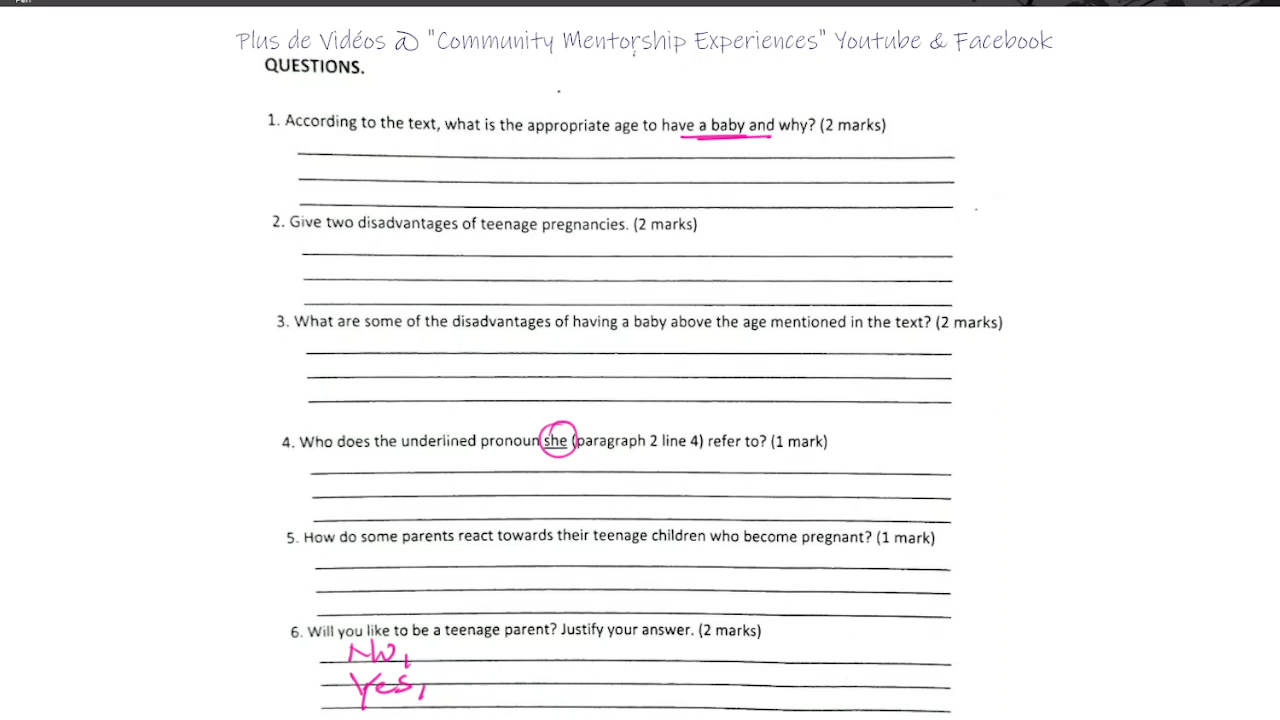 Plus de Vidéos @ "Community Mentorship Experiences" Youtube & Facebook
QUESTIONS.
1. According to the text, what is the appropriate age to have a baby and why? (2 marks)
2. Give two disadvantages of teenage pregnancies. (2 marks)
3. What are some of the disadvantages of having a baby above the age mentioned in the text? (2 marks)
4. Who does the underlined pronoun she (paragraph 2 line 4) refer to? (1 mark)
5. How do some parents react towards their teenage children who become pregnant? (1 mark)
6. Will you like to be a teenage parent? Justify your answer. (2 marks)
No,
Yes,